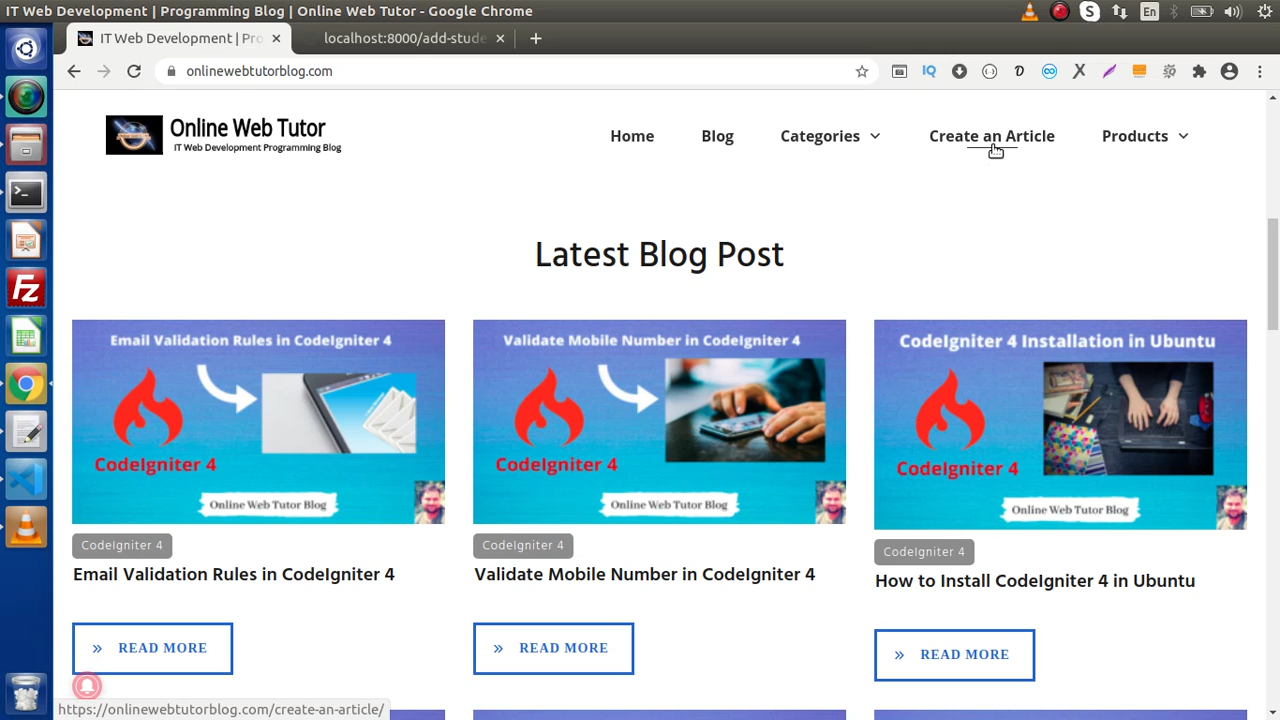 IT Web Development | Programming Blog | Online Web Tutor - Google Chrome
En
IT Web Development | Pro
localhost:8000/add-stude
onlinewebtutorblog.com
IQ
Online Web Tutor
IT Web Development Programming Blog
Home
Blog
Categories
Create an Article
Products
Latest Blog Post
Email Validation Rules in CodeIgniter 4
CodeIgniter 4
Online Web Tutor Blog
Validate Mobile Number in CodeIgniter 4
CodeIgniter 4
Online Web Tutor Blog
CodeIgniter 4 Installation in Ubuntu
CodeIgniter 4
Online Web Tutor Blog
CodeIgniter 4
CodeIgniter 4
CodeIgniter 4
Email Validation Rules in CodeIgniter 4
Validate Mobile Number in CodeIgniter 4
How to Install CodeIgniter 4 in Ubuntu
» READ MORE
» READ MORE
» READ MORE
https://onlinewebtutorblog.com/create-an-article/